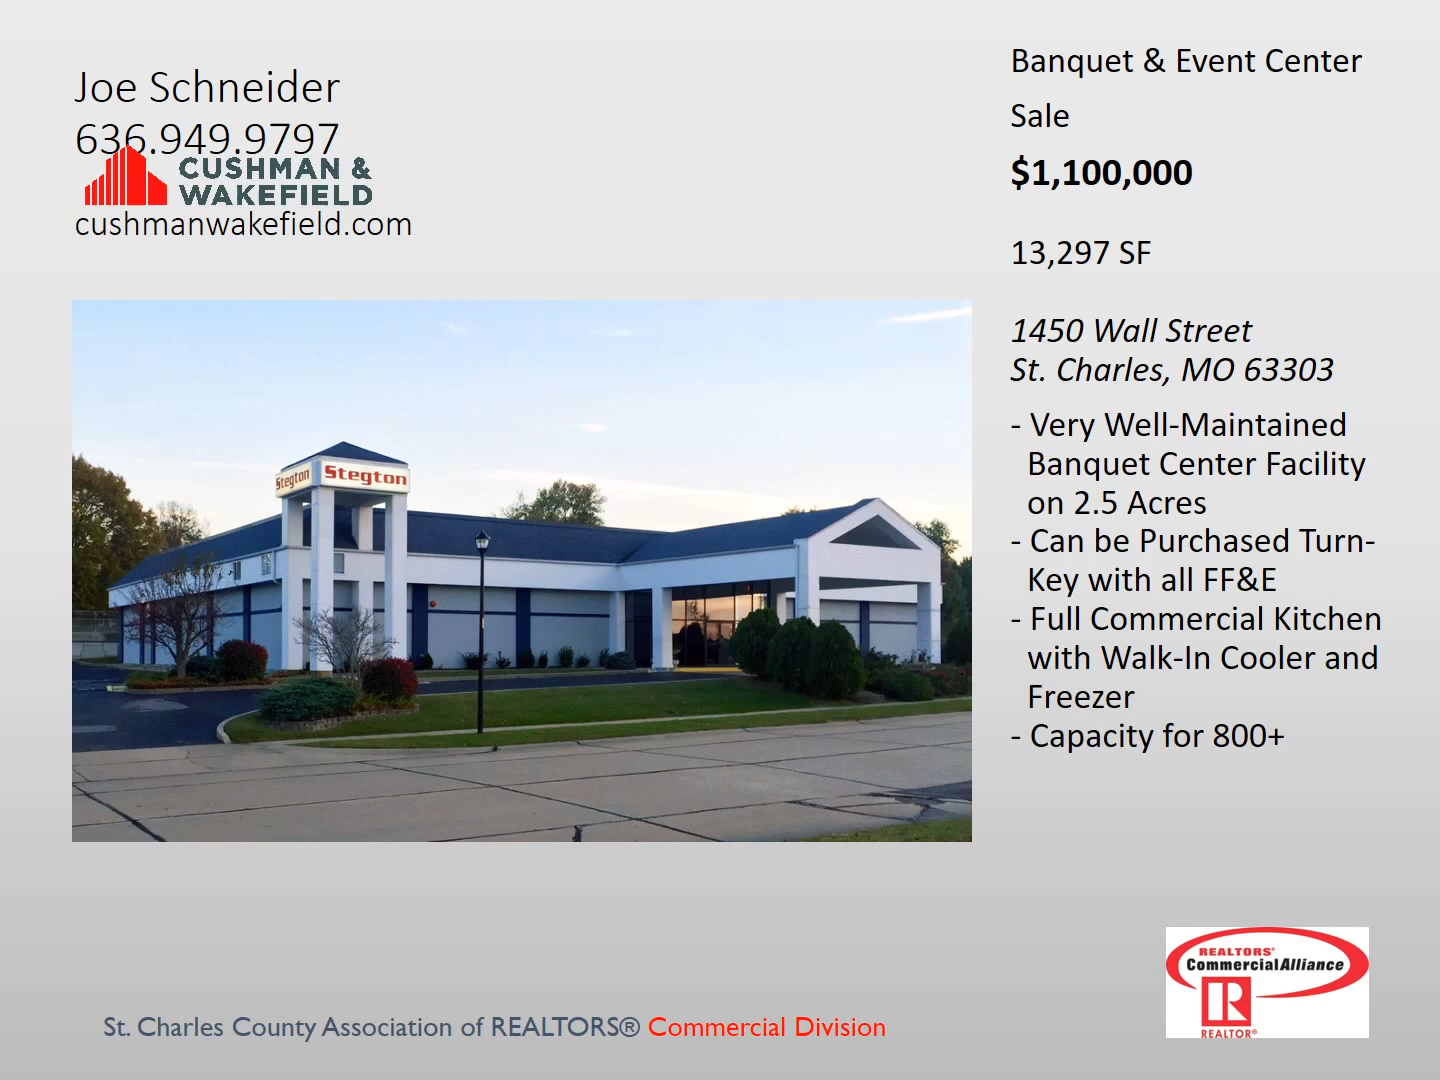 Joe Schneider
636.949.9797
CUSHMAN &
WAKEFIELD
cushmanwakefield.com
Banquet & Event Center
Sale
$1,100,000
13,297 SF
1450 Wall Street
St. Charles, MO 63303
- Very Well-Maintained
Banquet Center Facility
on 2.5 Acres
- Can be Purchased Turn-
Key with all FF&E
- Full Commercial Kitchen
with Walk-In Cooler and
Freezer
- Capacity for 800+
Stegton
Stegton
REALTORS®
CommercialAlliance
R
REALTOR®
St. Charles County Association of REALTORS® Commercial Division